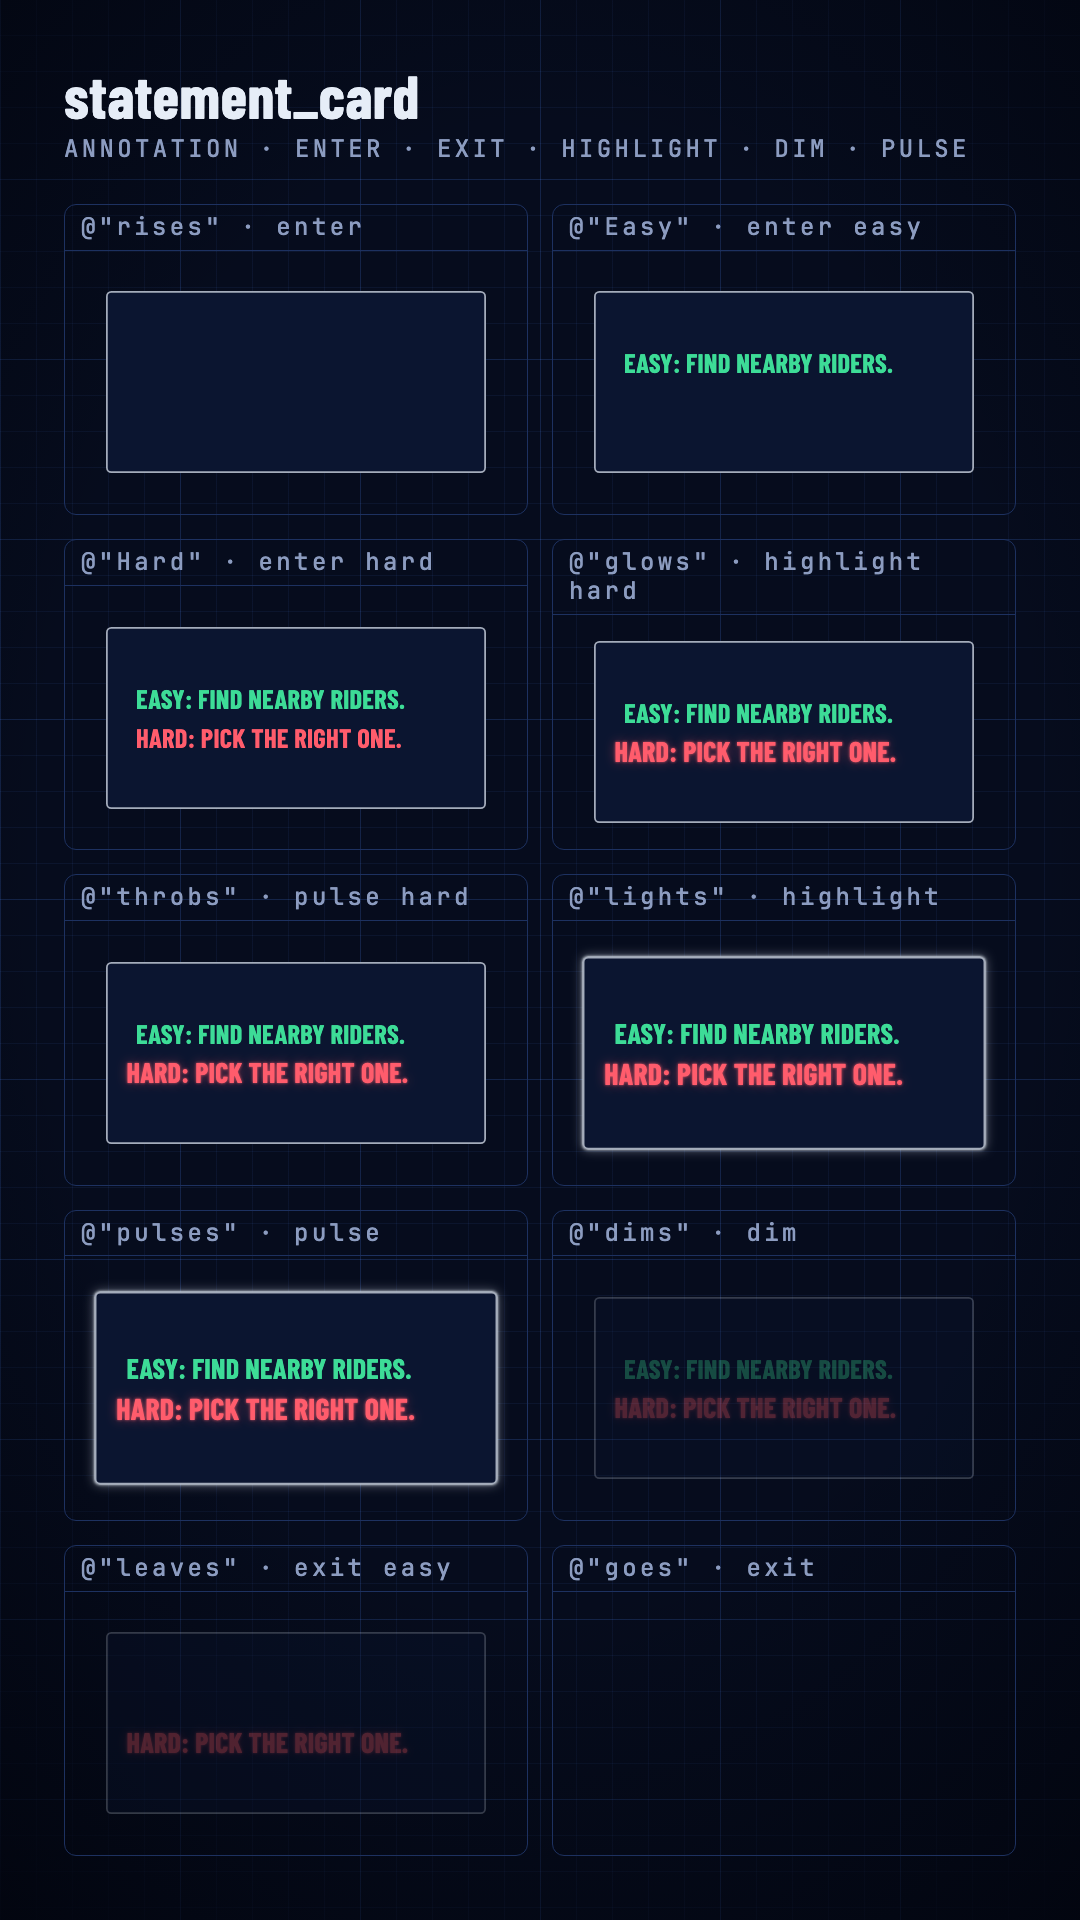 statement_card
ANNOTATION · ENTER · EXIT · HIGHLIGHT · DIM · PULSE
@"rises" · enter
@"Easy" · enter easy
EASY: FIND NEARBY RIDERS.
@"Hard" · enter hard
EASY: FIND NEARBY RIDERS.
HARD: PICK THE RIGHT ONE.
@"glows" · highlight
hard
EASY: FIND NEARBY RIDERS.
HARD: PICK THE RIGHT ONE.
@"throbs" · pulse hard
EASY: FIND NEARBY RIDERS.
HARD: PICK THE RIGHT ONE.
@"lights" · highlight
EASY: FIND NEARBY RIDERS.
HARD: PICK THE RIGHT ONE.
@"pulses" · pulse
EASY: FIND NEARBY RIDERS.
HARD: PICK THE RIGHT ONE.
@"dims" · dim
EASY: FIND NEARBY RIDERS.
HARD: PICK THE RIGHT ONE.
@"leaves" · exit easy
HARD: PICK THE RIGHT ONE.
@"goes" · exit